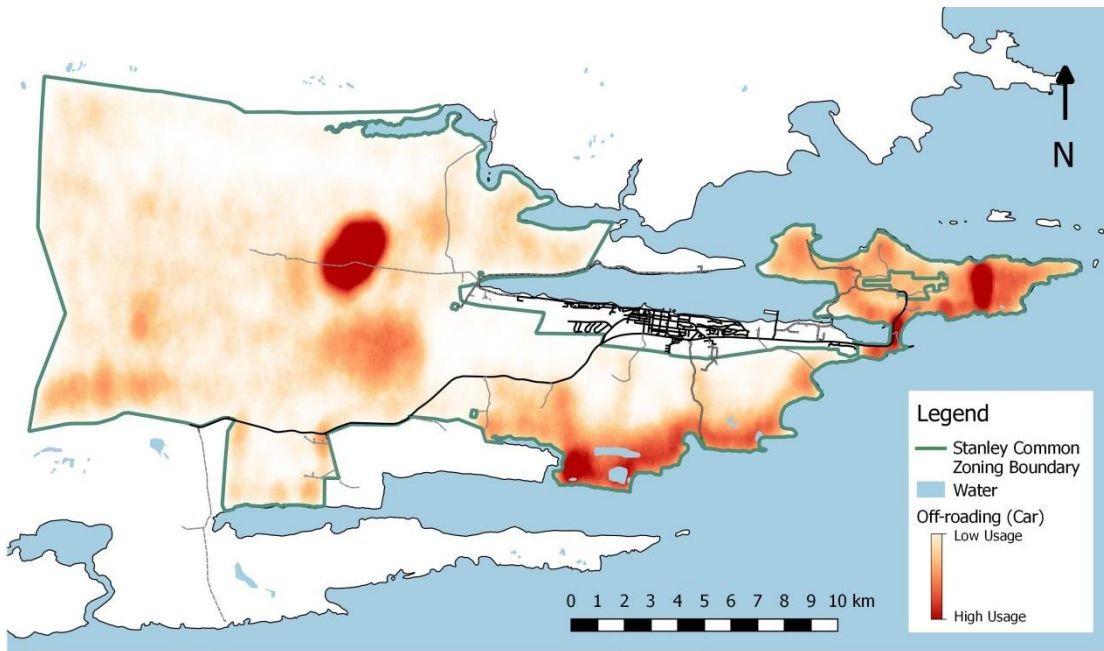 N
Legend
Stanley Common
Zoning Boundary
Water
Off-roading (Car)
Low Usage
High Usage
0 1 2 3 4 5 6 7 8 9 10 km